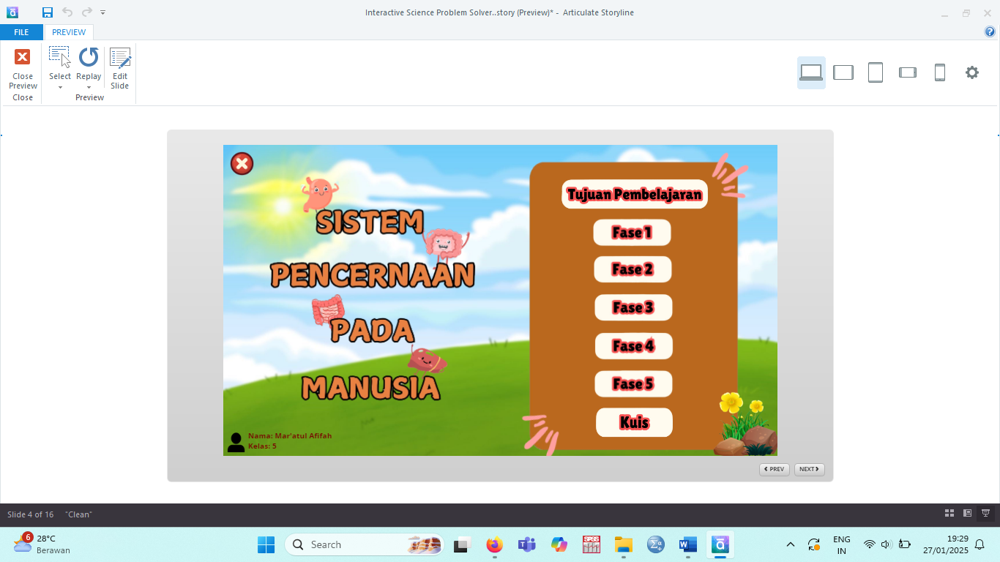 Interactive Science Problem Solver..story (Preview)* - Articulate Storyline
FILE
PREVIEW
Close Preview
Select
Replay
Edit Slide
Close
Preview
SISTEM
PENCERNAAN
PADA
MANUSIA
Nama: Mar'atul Afifah
Kelas: 5
Tujuan Pembelajaran
Fase 1
Fase 2
Fase 3
Fase 4
Fase 5
Kuis
PREV
NEXT
Slide 4 of 16
"Clean"
6
28°C
Berawan
Search
SPSS
ENG
IN
19:29
27/01/2025